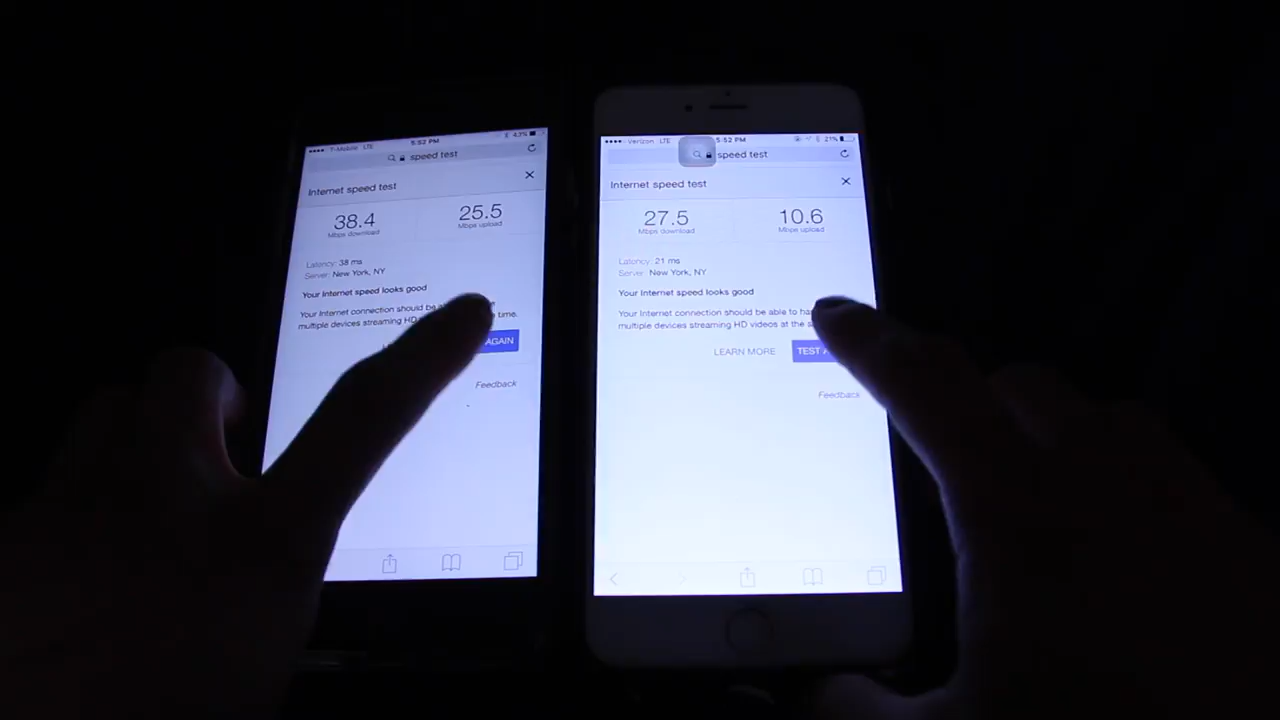 T-Mobile LTE 5:52 PM 43%
speed test
Internet speed test
38.4 25.5
Mbps download Mbps upload
Latency: 38 ms
Server: New York, NY
Your Internet speed looks good
Your Internet connection should be
multiple devices streaming HD time.
AGAIN
Feedback
Verizon LTE 5:52 PM 21%
speed test
Internet speed test
27.5 10.6
Mbps download Mbps upload
Latency: 21 ms
Server: New York, NY
Your Internet speed looks good
Your Internet connection should be able to
multiple devices streaming HD videos at the
LEARN MORE TEST
Feedback